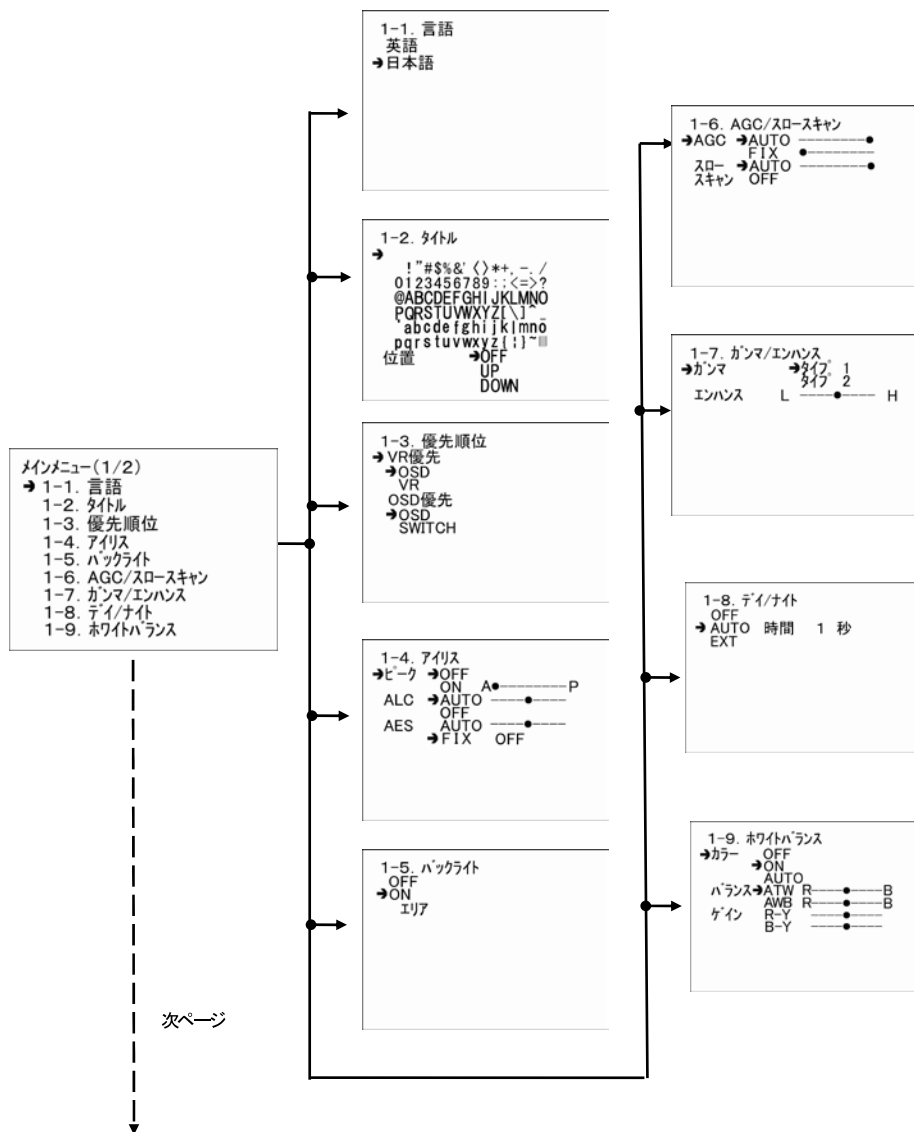 メインメニュー(1/2)
➔ 1-1. 言語
1-2. タイトル
1-3. 優先順位
1-4. アイリス
1-5. バックライト
1-6. AGC/スロースキャン
1-7. ガンマ/エンハンス
1-8. デイ/ナイト
1-9. ホワイトバランス
次ページ
1-1. 言語
英語
➔日本語
1-2. タイトル
➔
!"#$%&'()*+,-./
0123456789:;<=>?
@ABCDEFGHIJKLMNO
PQRSTUVWXYZ[\]^_
'abcdefghijklmno
pqrstuvwxyz{|}~
位置 ➔OFF
UP
DOWN
1-3. 優先順位
➔VR優先
➔OSD
VR
OSD優先
➔OSD
SWITCH
1-4. アイリス
➔ピーク ➔OFF
ON A●--------P
ALC ➔AUTO ----●----
OFF
AES AUTO ----●----
➔FIX OFF
1-5. バックライト
OFF
➔ON
エリア
1-6. AGC/スロースキャン
➔AGC ➔AUTO --------●
FIX ●--------
スロー ➔AUTO --------●
スキャン OFF
1-7. ガンマ/エンハンス
➔ガンマ ➔タイプ 1
タイプ 2
エンハンス L ----●---- H
1-8. デイ/ナイト
OFF
➔AUTO 時間 1 秒
EXT
1-9. ホワイトバランス
➔カラー OFF
➔ON
AUTO
バランス➔ATW R----●----B
AWB R----●----B
ゲイン R-Y ----●----
B-Y ----●----